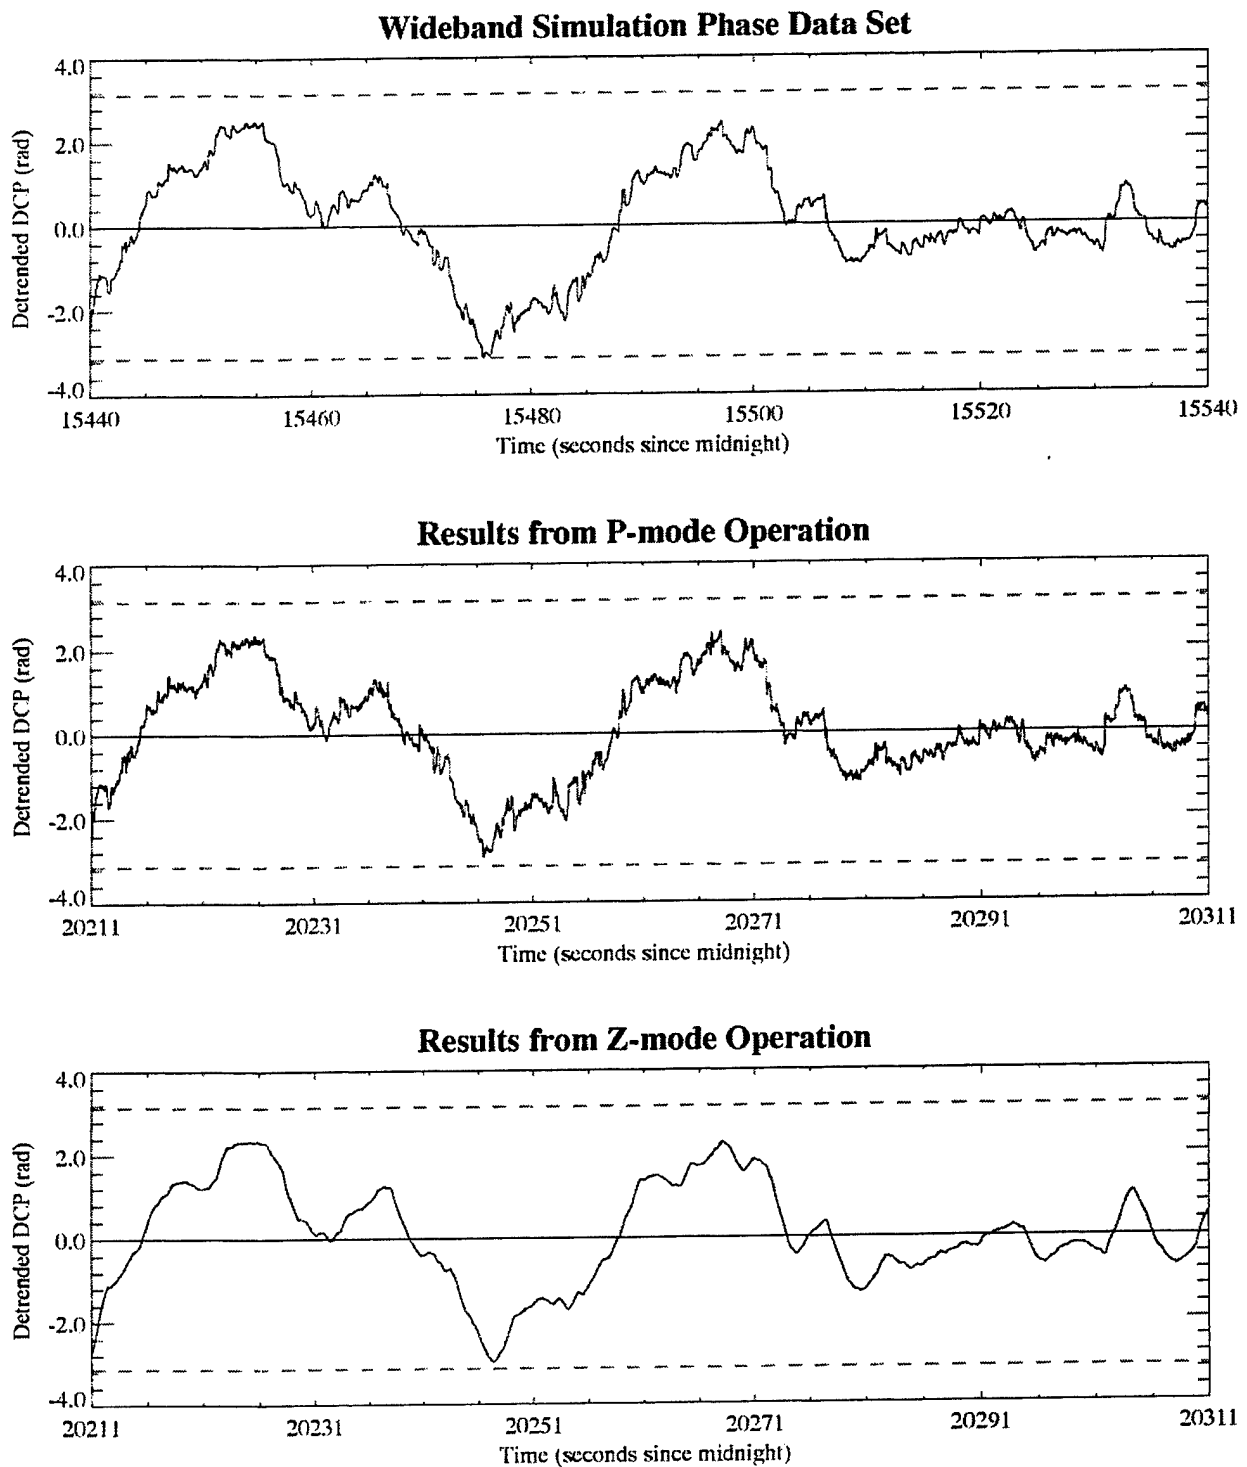 Wideband Simulation Phase Data Set
4.0
2.0
0.0
-2.0
-4.0
Detrended DCP (rad)
15440 15460 15480 15500 15520 15540
Time (seconds since midnight)
Results from P-mode Operation
4.0
2.0
0.0
-2.0
-4.0
Detrended DCP (rad)
20211 20231 20251 20271 20291 20311
Time (seconds since midnight)
Results from Z-mode Operation
4.0
2.0
0.0
-2.0
-4.0
Detrended DCP (rad)
20211 20231 20251 20271 20291 20311
Time (seconds since midnight)